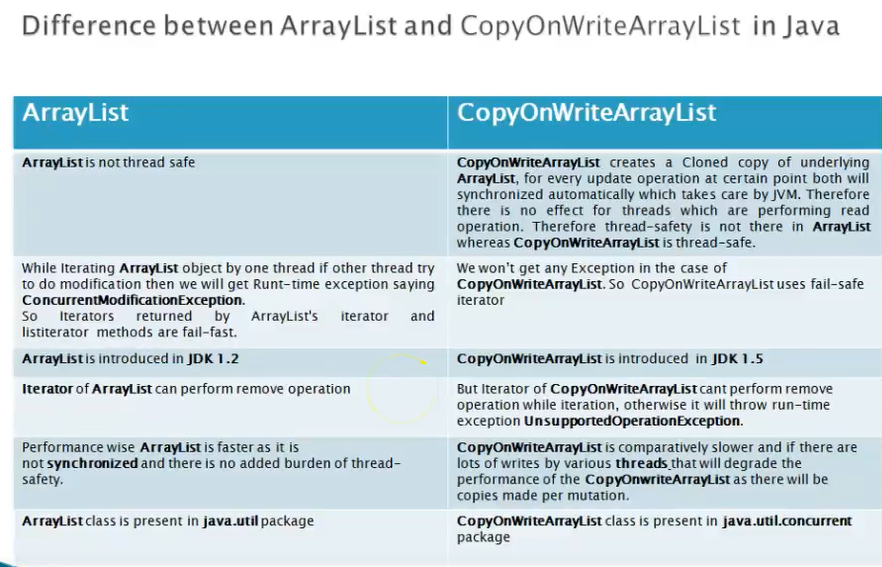 Difference between ArrayList and CopyOnWriteArrayList in Java
ArrayList
CopyOnWriteArrayList
ArrayList is not thread safe
CopyOnWriteArrayList creates a Cloned copy of underlying
ArrayList, for every update operation at certain point both will
synchronized automatically which takes care by JVM. Therefore
there is no effect for threads which are performing read
operation. Therefore thread-safety is not there in ArrayList
whereas CopyOnWriteArrayList is thread-safe.
While Iterating ArrayList object by one thread if other thread try
to do modification then we will get Run-time exception saying
ConcurrentModificationException.
So Iterators returned by ArrayList's iterator and
listiterator methods are fail-fast.
We won't get any Exception in the case of
CopyOnWriteArrayList. So CopyOnWriteArrayList uses fail-safe
iterator
ArrayList is introduced in JDK 1.2
CopyOnWriteArrayList is introduced in JDK 1.5
Iterator of ArrayList can perform remove operation
But Iterator of CopyOnWriteArrayList cant perform remove
operation while iteration, otherwise it will throw run-time
exception UnsupportedOperationException.
Performance wise ArrayList is faster as it is
not synchronized and there is no added burden of thread-
safety.
CopyOnWriteArrayList is comparatively slower and if there are
lots of writes by various threads that will degrade the
performance of the CopyOnwriteArrayList as there will be
copies made per mutation.
ArrayList class is present in java.util package
CopyOnWriteArrayList class is present in java.util.concurrent
package